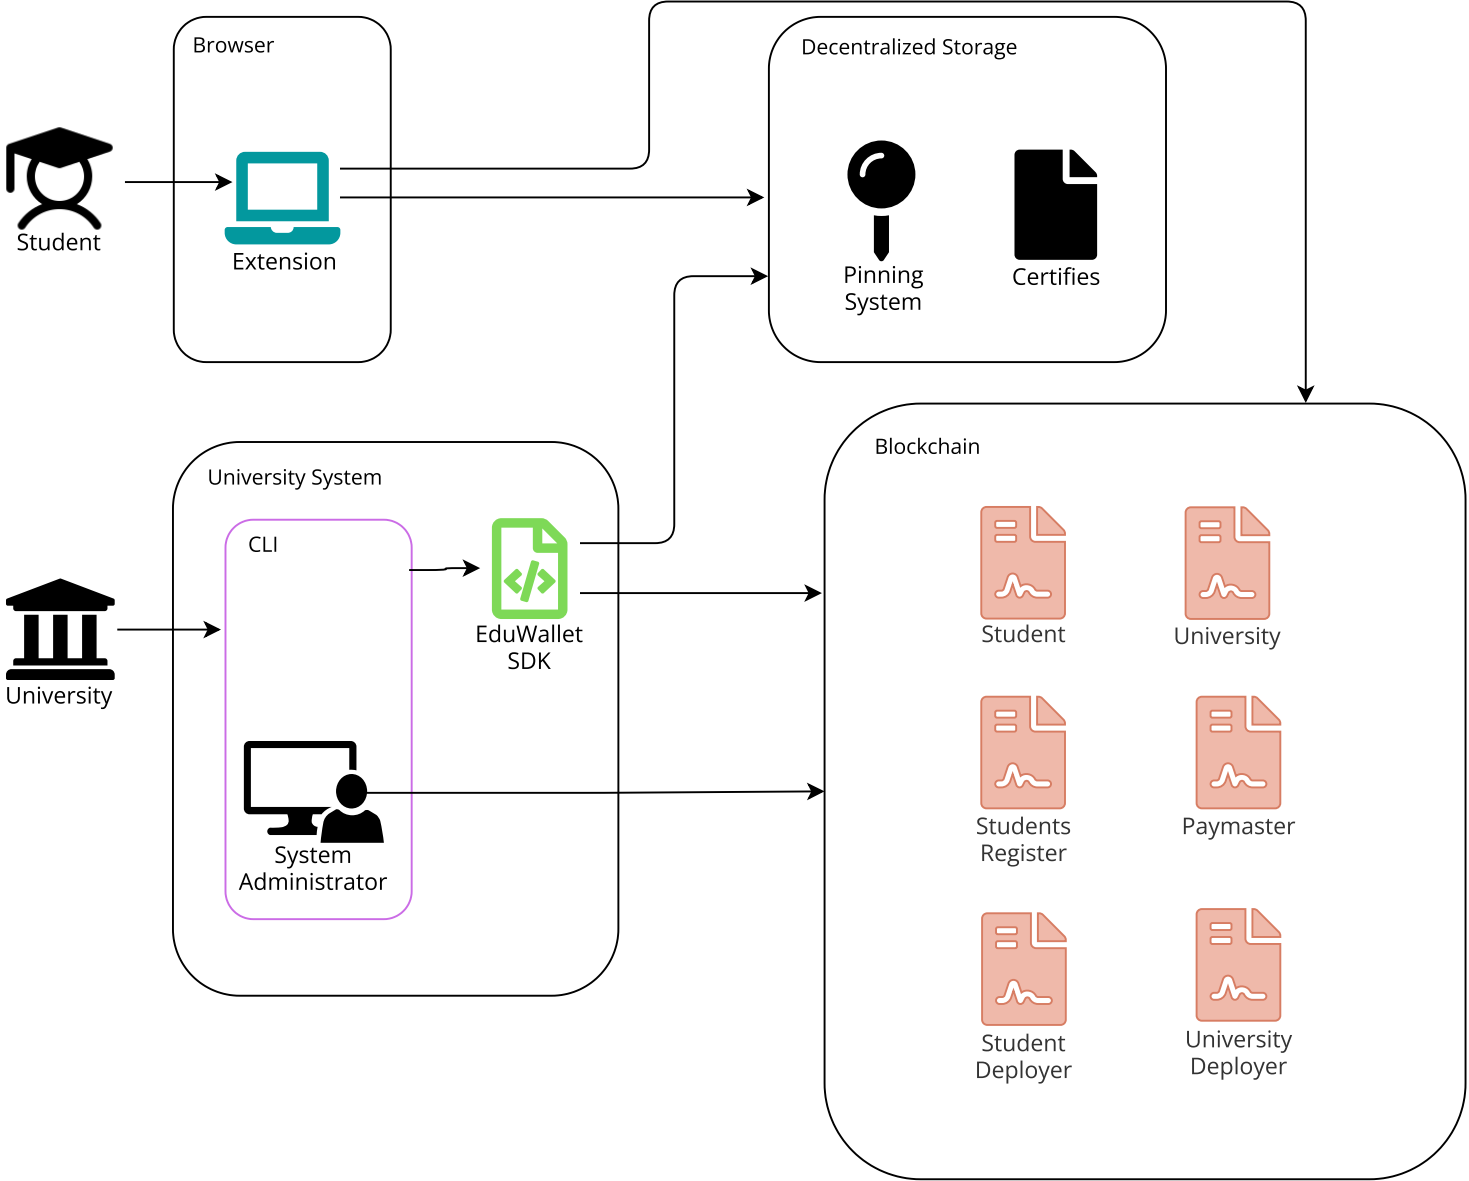 Browser
Decentralized Storage
Student
Extension
Pinning
System
Certifies
Blockchain
University System
CLI
EduWallet
SDK
University
System
Administrator
Student
University
Students
Register
Paymaster
Student
Deployer
University
Deployer